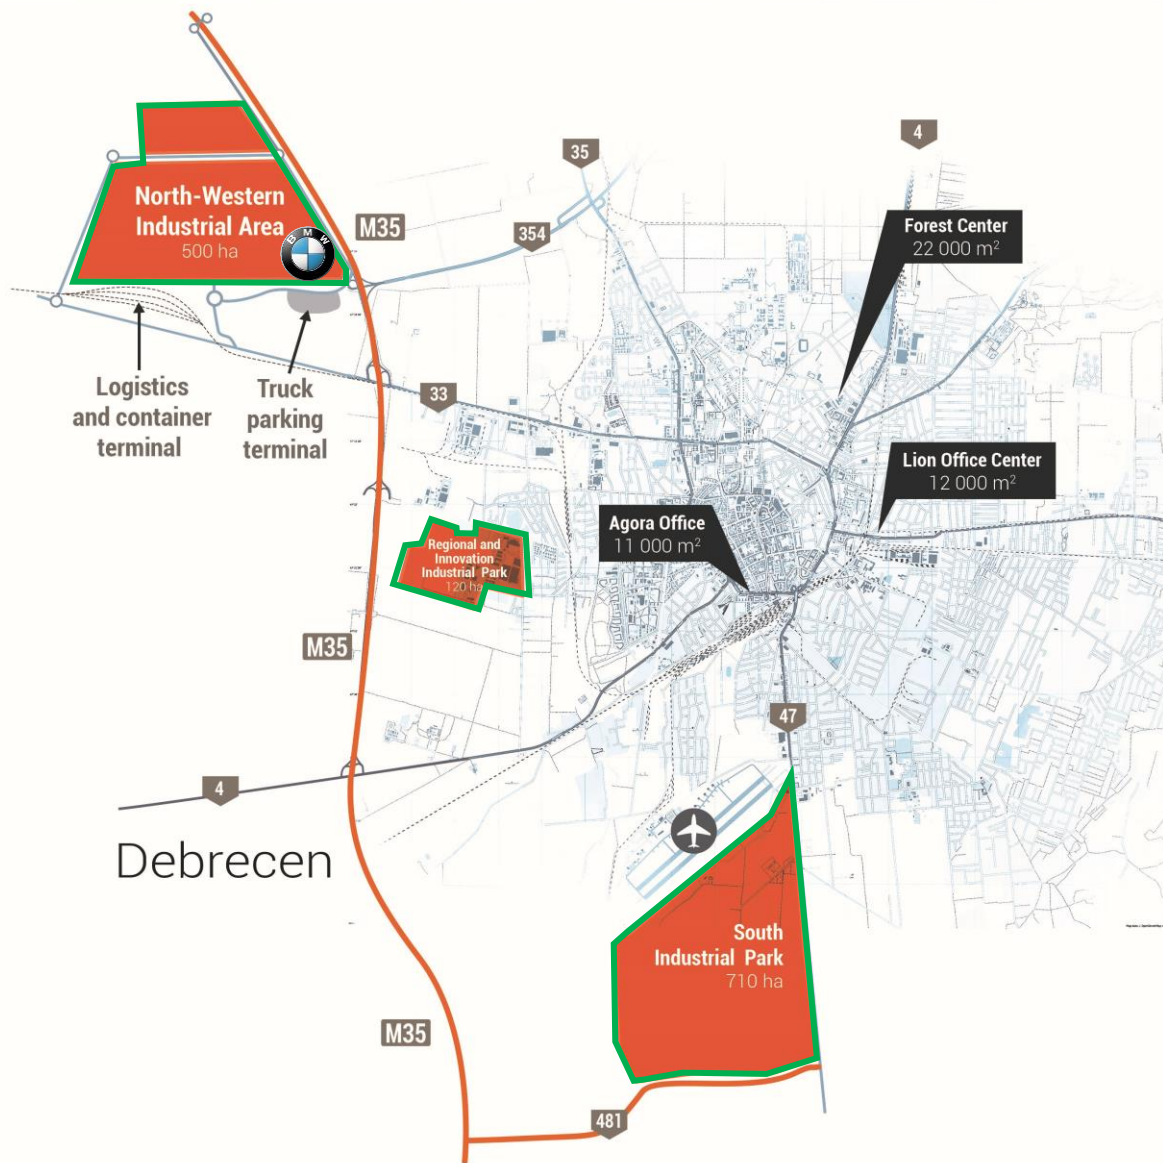 4
35
M35
354
North-Western
Industrial Area
500 ha
BMW
Forest Center
22 000 m²
Logistics
and container
terminal
Truck
parking
terminal
33
Lion Office Center
12 000 m²
Agora Office
11 000 m²
Regional and
Innovation
Industrial Park
120 ha
M35
47
4
Debrecen
South
Industrial Park
710 ha
M35
481